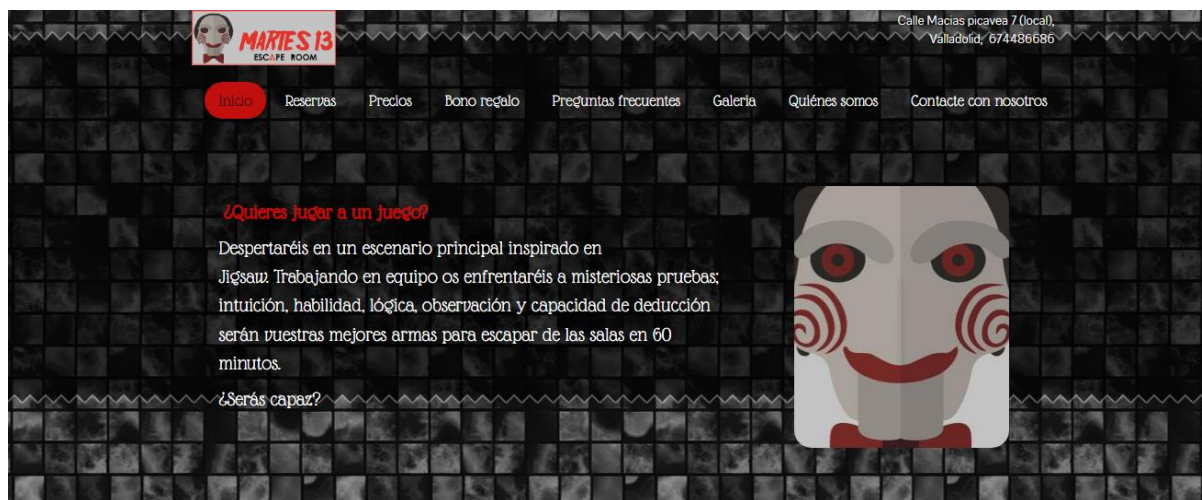 MARTES 13
ESCAPE ROOM
Calle Macias picavea 7 (local),
Valladolid, 674486686
Inicio
Reservas
Precios
Bono regalo
Preguntas frecuentes
Galeria
Quiénes somos
Contacte con nosotros
¿Quieres jugar a un juego?
Despertaréis en un escenario principal inspirado en
Jigsaw. Trabajando en equipo os enfrentaréis a misteriosas pruebas;
intuición, habilidad, lógica, observación y capacidad de deducción
serán vuestras mejores armas para escapar de las salas en 60
minutos.
¿Serás capaz?